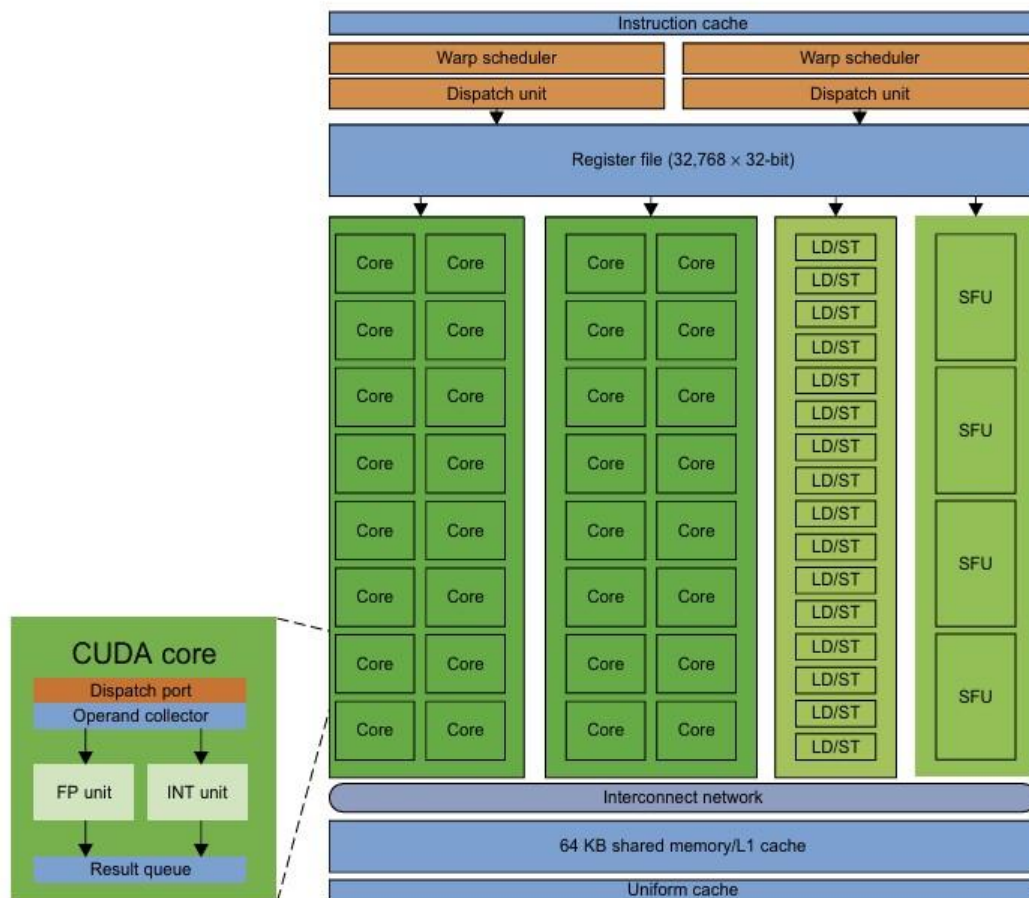 Instruction cache
Warp scheduler Warp scheduler
Dispatch unit Dispatch unit
Register file (32,768 × 32-bit)
Core Core Core Core LD/ST SFU
LD/ST
Core Core Core Core LD/ST
LD/ST
Core Core Core Core LD/ST SFU
LD/ST
Core Core Core Core LD/ST
LD/ST
Core Core Core Core LD/ST SFU
LD/ST
Core Core Core Core LD/ST
LD/ST
Core Core Core Core LD/ST SFU
LD/ST
Core Core Core Core LD/ST
LD/ST
Interconnect network
64 KB shared memory/L1 cache
Uniform cache
CUDA core
Dispatch port
Operand collector
FP unit INT unit
Result queue